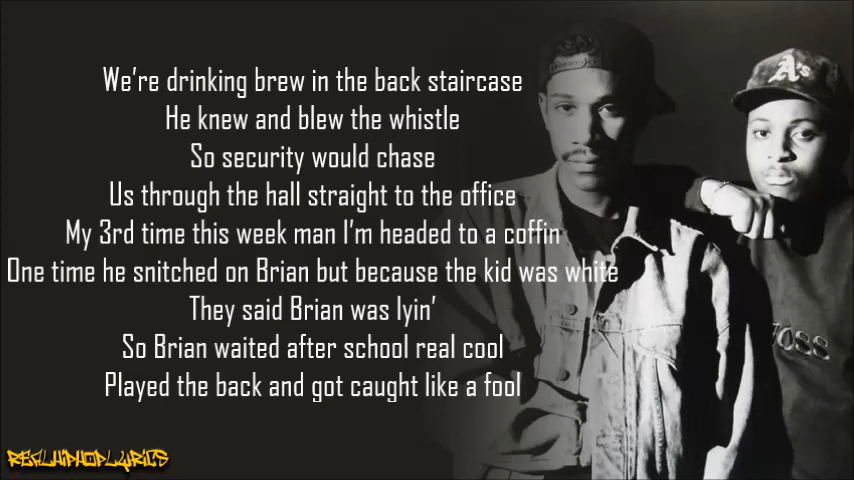 We're drinking brew in the back staircase
He knew and blew the whistle
So security would chase
Us through the hall straight to the office
My 3rd time this week man I'm headed to a coffin
One time he snitched on Brian but because the kid was white
They said Brian was lyin'
So Brian waited after school real cool
Played the back and got caught like a fool
A's
REALHIPHOPLYRICS